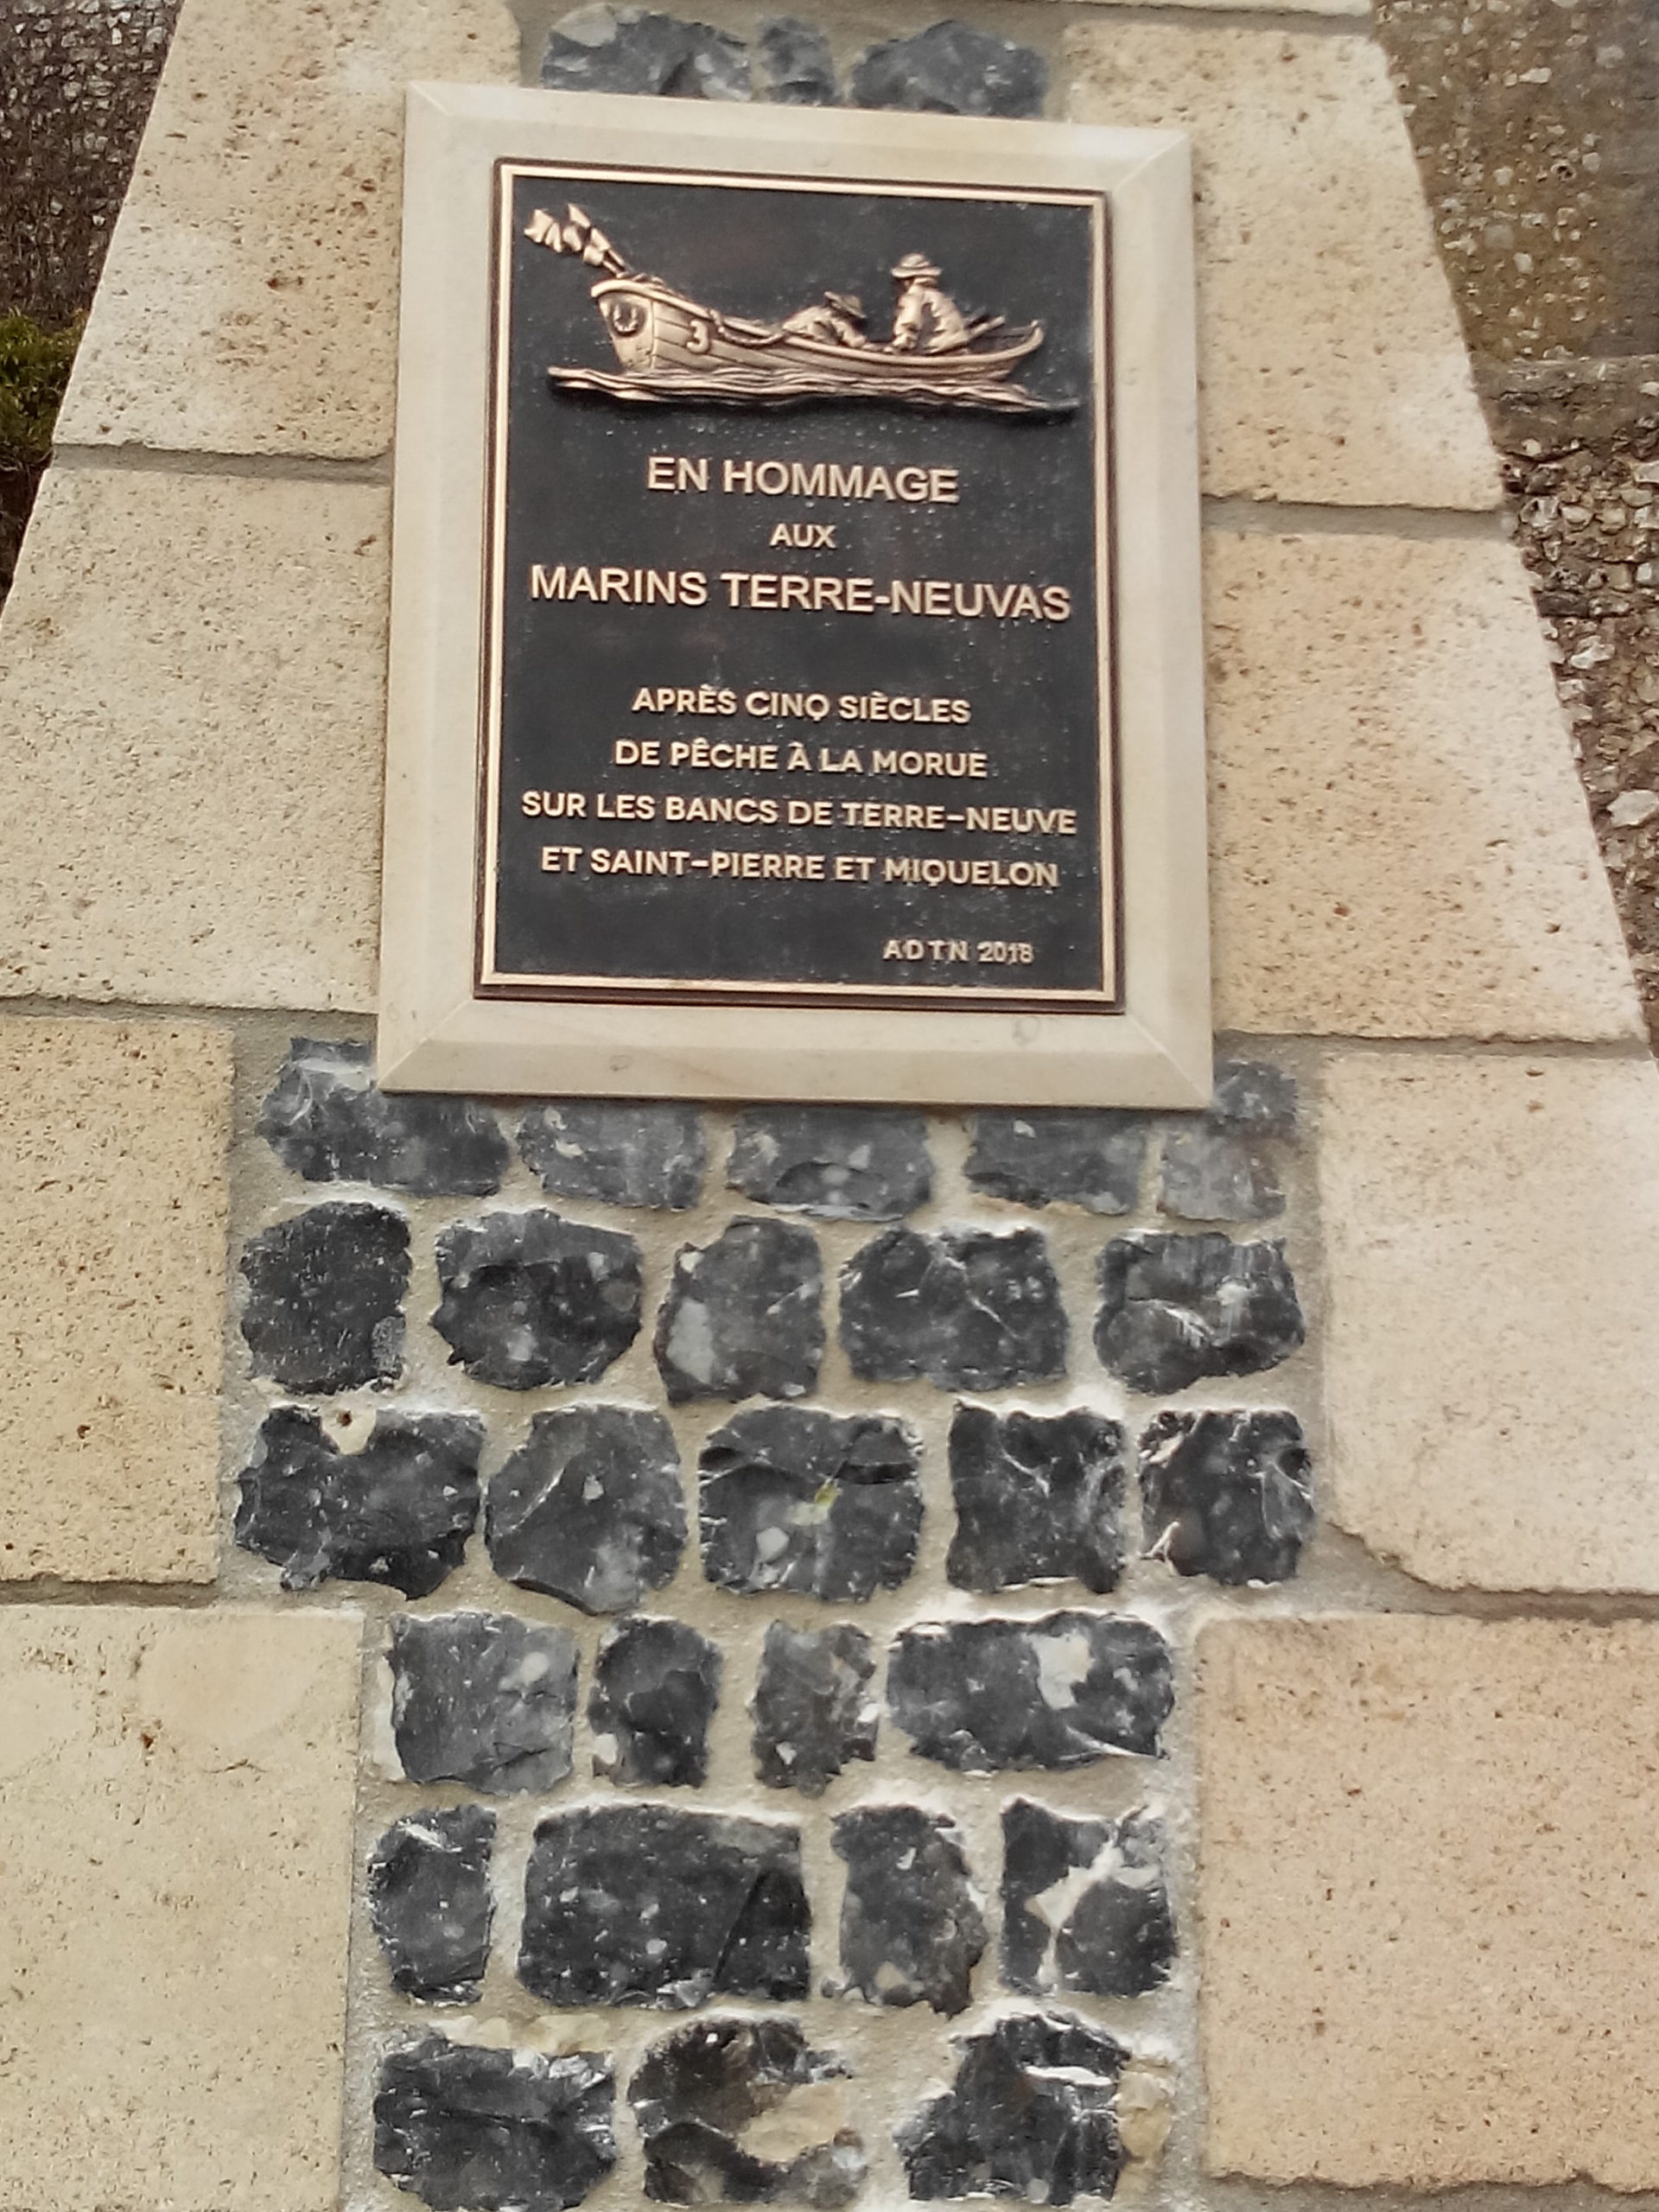 3
EN HOMMAGE
AUX
MARINS TERRE-NEUVAS
APRÈS CINQ SIÈCLES
DE PÊCHE À LA MORUE
SUR LES BANCS DE TERRE-NEUVE
ET SAINT-PIERRE ET MIQUELON
ADTN 2018